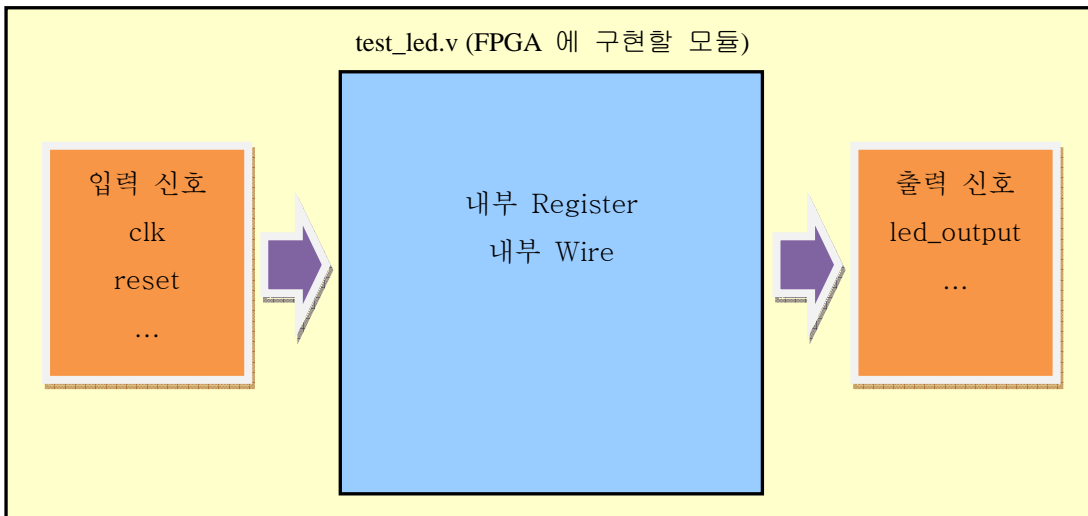 test_led.v (FPGA 에 구현할 모듈)
입력 신호
clk
reset
...
내부 Register
내부 Wire
출력 신호
led_output
...